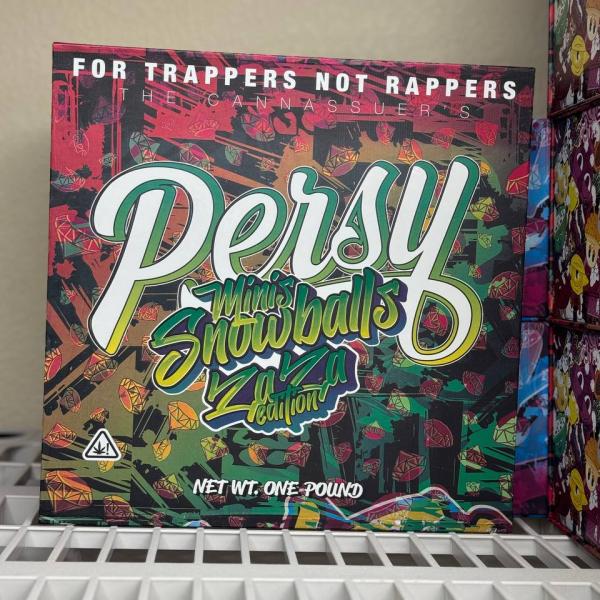 FOR TRAPPERS NOT RAPPERS
THE CANNASSUER'S
Persy
Minis
Snowballs
ZaZa
edition
NET WT. ONE POUND